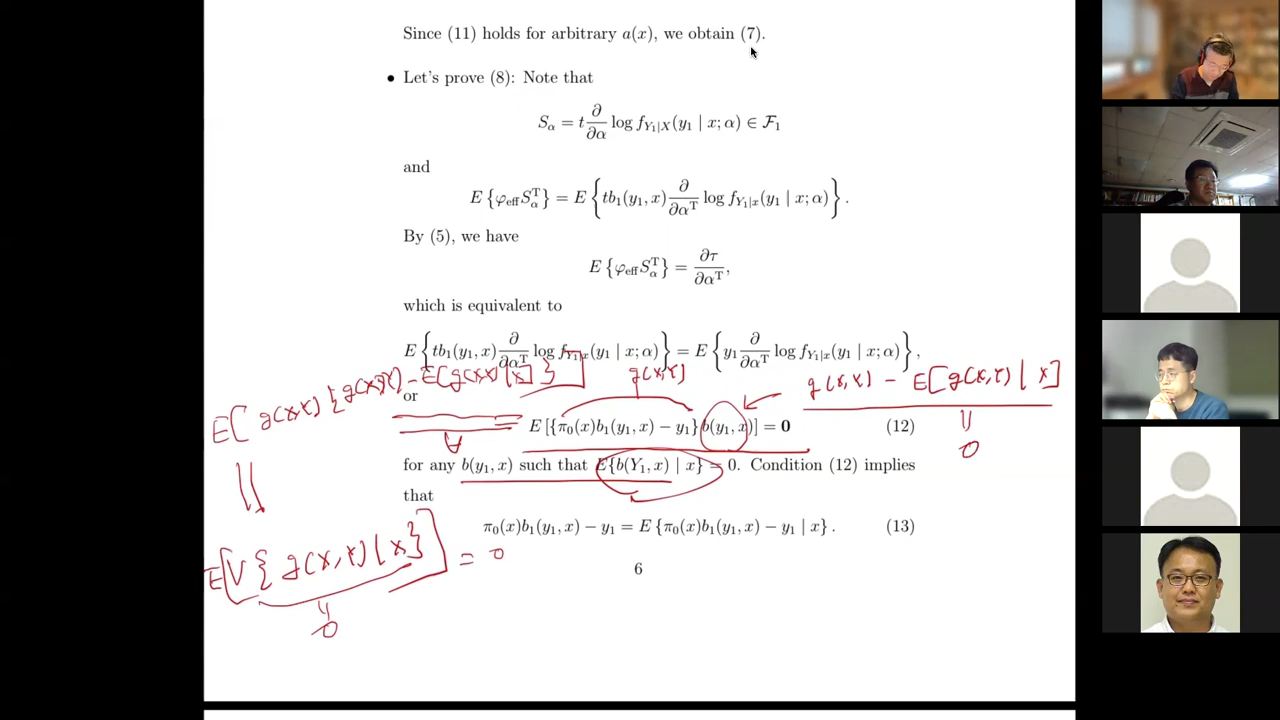 Since (11) holds for arbitrary a(x), we obtain (7).
• Let's prove (8): Note that
S_α = t ∂/∂α log f_{Y₁|X}(y₁ | x; α) ∈ F₁
and
E {φ_eff S_α^T} = E {t b₁(y₁, x) ∂/∂α^T log f_{Y₁|x}(y₁ | x; α)} .
By (5), we have
E {φ_eff S_α^T} = ∂τ/∂α^T,
which is equivalent to
E {t b₁(y₁, x) ∂/∂α^T log f_{Y₁|x}(y₁ | x; α)} = E {y₁ ∂/∂α^T log f_{Y₁|x}(y₁ | x; α)} ,
or
E [{π₀(x)b₁(y₁, x) − y₁} b(y₁, x)] = 0 (12)
for any b(y₁, x) such that E{b(Y₁, x) | x} = 0. Condition (12) implies
that
π₀(x)b₁(y₁, x) − y₁ = E {π₀(x)b₁(y₁, x) − y₁ | x} . (13)
6
g(x,y) − E[g(x,y) | x]
0
E[V{g(x,y) | x}] = 0
0